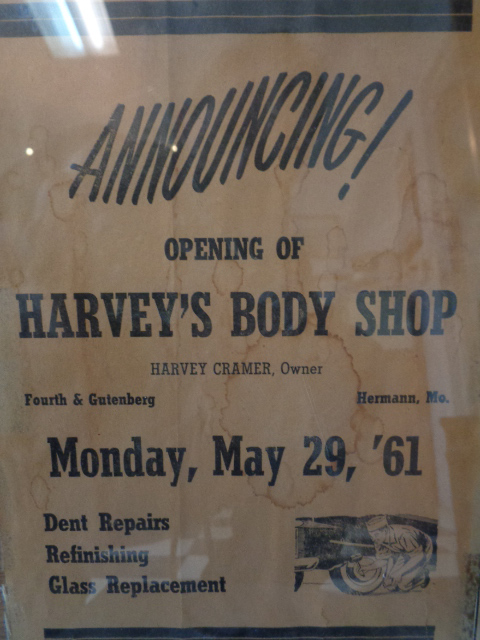 ANNOUNCING!
OPENING OF
HARVEY'S BODY SHOP
HARVEY CRAMER, Owner
Fourth & Gutenberg Hermann, Mo.
Monday, May 29, '61
Dent Repairs
Refinishing
Glass Replacement